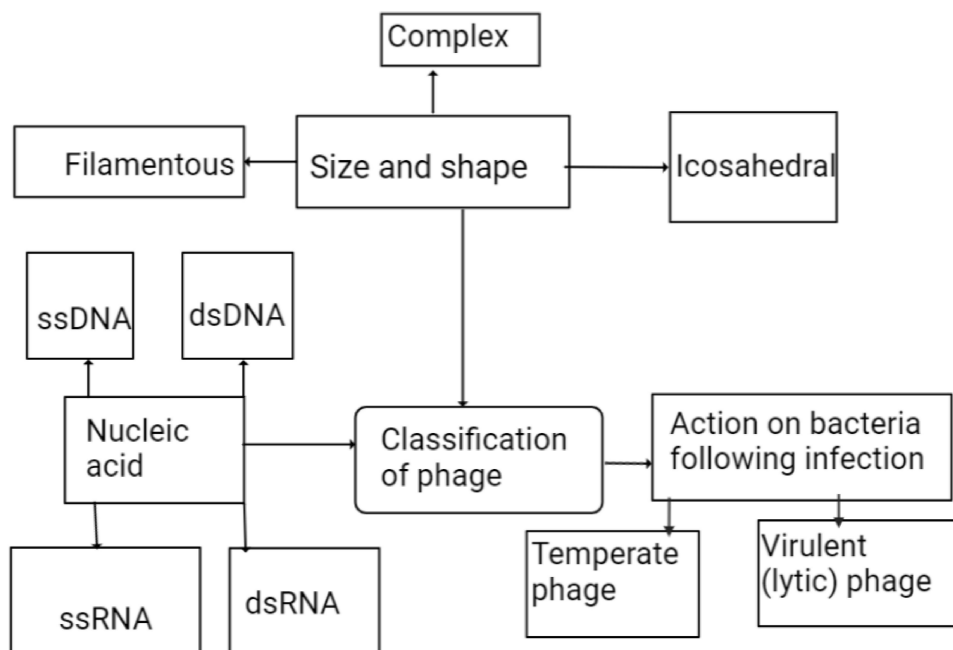 Complex
Filamentous
Size and shape
Icosahedral
ssDNA
dsDNA
Nucleic
acid
Classification
of phage
Action on bacteria
following infection
ssRNA
dsRNA
Temperate
phage
Virulent
(lytic) phage